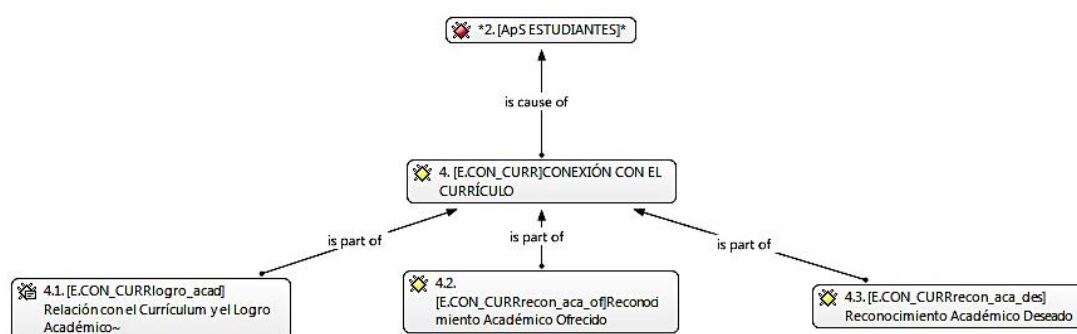 *2. [ApS ESTUDIANTES]*
is cause of
4. [E.CON_CURR]CONEXIÓN CON EL
CURRÍCULO
is part of
is part of
is part of
4.1. [E.CON_CURRlogro_acad]
Relación con el Currículum y el Logro
Académico~
4.2.
[E.CON_CURRrecon_aca_of]Reconoci
miento Académico Ofrecido
4.3. [E.CON_CURRrecon_aca_des]
Reconocimiento Académico Deseado